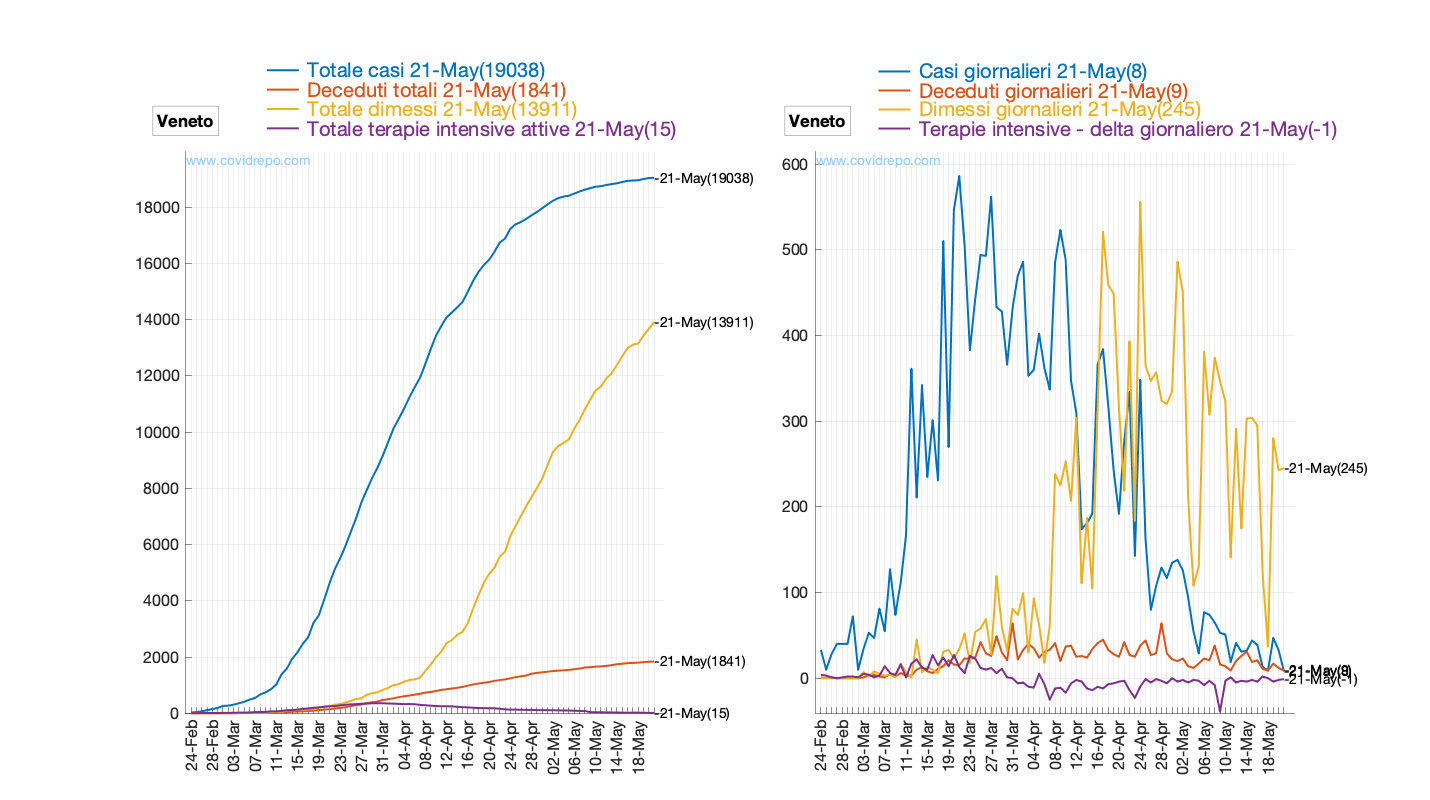 Totale casi 21-May(19038)
Deceduti totali 21-May(1841)
Totale dimessi 21-May(13911)
Totale terapie intensive attive 21-May(15)
Veneto
www.covidrepo.com
18000
16000
14000
12000
10000
8000
6000
4000
2000
0
-21-May(19038)
-21-May(13911)
-21-May(1841)
-21-May(15)
24-Feb
28-Feb
03-Mar
07-Mar
11-Mar
15-Mar
19-Mar
23-Mar
27-Mar
31-Mar
04-Apr
08-Apr
12-Apr
16-Apr
20-Apr
24-Apr
28-Apr
02-May
06-May
10-May
14-May
18-May
Casi giornalieri 21-May(8)
Deceduti giornalieri 21-May(9)
Dimessi giornalieri 21-May(245)
Terapie intensive - delta giornaliero 21-May(-1)
Veneto
www.covidrepo.com
600
500
400
300
200
100
0
-21-May(245)
-21-May(8)
-21-May(9)
-21-May(-1)
24-Feb
28-Feb
03-Mar
07-Mar
11-Mar
15-Mar
19-Mar
23-Mar
27-Mar
31-Mar
04-Apr
08-Apr
12-Apr
16-Apr
20-Apr
24-Apr
28-Apr
02-May
06-May
10-May
14-May
18-May